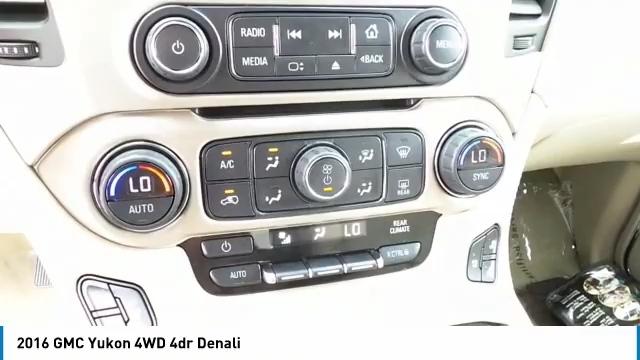 RADIO
MENU
MEDIA
BACK
A/C
LO
AUTO
REAR
LO
SYNC
LO
REAR
CLIMATE
AUTO
2016 GMC Yukon 4WD 4dr Denali